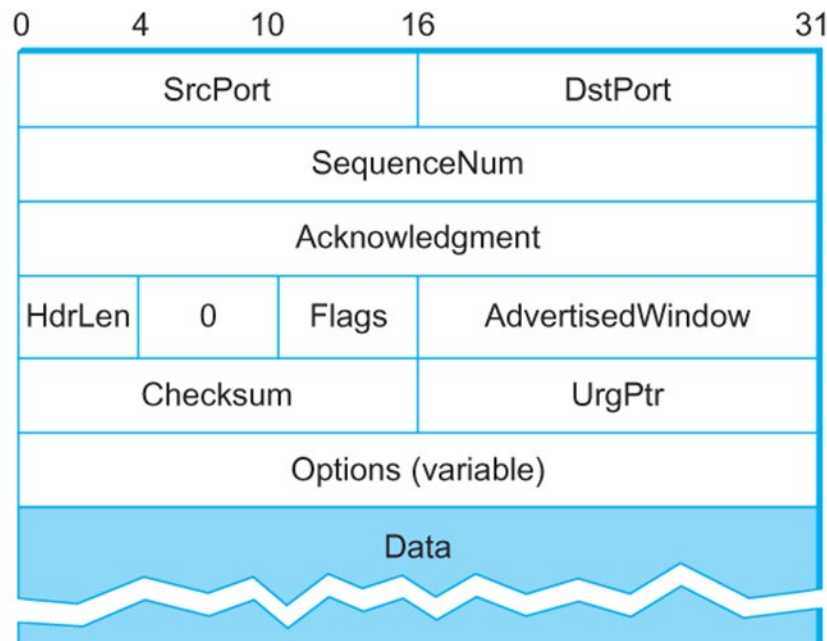 0 4 10 16 31
SrcPort DstPort
SequenceNum
Acknowledgment
HdrLen 0 Flags AdvertisedWindow
Checksum UrgPtr
Options (variable)
Data